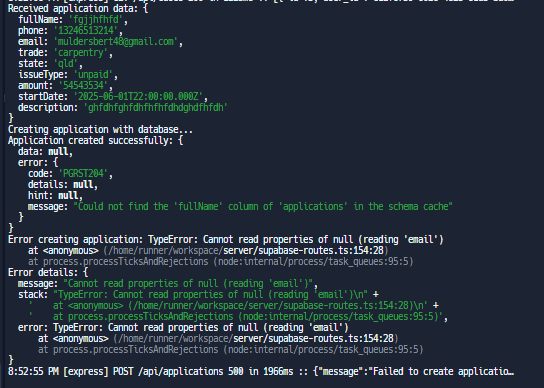 Received application data: {
  fullName: 'fgjjhfhfd',
  phone: '13246513214',
  email: 'muldersbert48@gmail.com',
  trade: 'carpentry',
  state: 'qld',
  issueType: 'unpaid',
  amount: '54543534',
  startDate: '2025-06-01T22:00:00.000Z',
  description: 'ghfdhfghfdhfhfhfdhdghdfhfdh'
}
Creating application with database...
Application created successfully: {
  data: null,
  error: {
    code: 'PGRST204',
    details: null,
    hint: null,
    message: "Could not find the 'fullName' column of 'applications' in the schema cache"
  }
}
Error creating application: TypeError: Cannot read properties of null (reading 'email')
    at <anonymous> (/home/runner/workspace/server/supabase-routes.ts:154:28)
    at process.processTicksAndRejections (node:internal/process/task_queues:95:5)
Error details: {
  message: "Cannot read properties of null (reading 'email')",
  stack: "TypeError: Cannot read properties of null (reading 'email')\n" +
    '    at <anonymous> (/home/runner/workspace/server/supabase-routes.ts:154:28)\n' +
    '    at process.processTicksAndRejections (node:internal/process/task_queues:95:5)',
  error: TypeError: Cannot read properties of null (reading 'email')
      at <anonymous> (/home/runner/workspace/server/supabase-routes.ts:154:28)
      at process.processTicksAndRejections (node:internal/process/task_queues:95:5)
}
8:52:55 PM [express] POST /api/applications 500 in 1966ms :: {"message":"Failed to create applicatio…